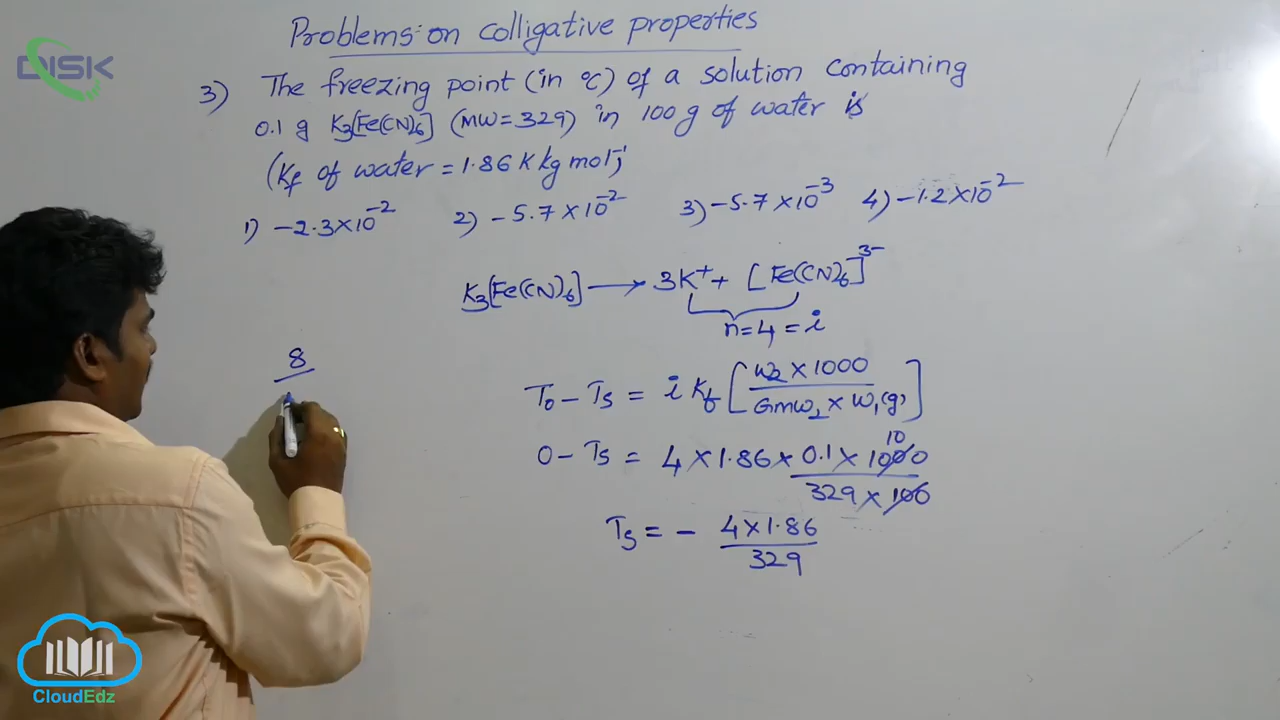 Problems on colligative properties
DISK
3) The freezing point (in °C) of a solution containing
0.1 g K₃[Fe(CN)₆] (MW=329) in 100g of water is
(Kf of water = 1.86 K kg mol⁻¹)
1) -2.3×10⁻² 2) -5.7×10⁻² 3) -5.7×10⁻³ 4) -1.2×10⁻²
K₃[Fe(CN)₆] → 3K⁺ + [Fe(CN)₆]³⁻
n=4=i
8
T₀ - Ts = i Kf [ w₂ × 1000 / GMW₂ × W₁(g) ]
0 - Ts = 4 × 1.86 × 0.1 × 1000 / 329 × 100
10
Ts = - 4×1.86 / 329
CloudEdz